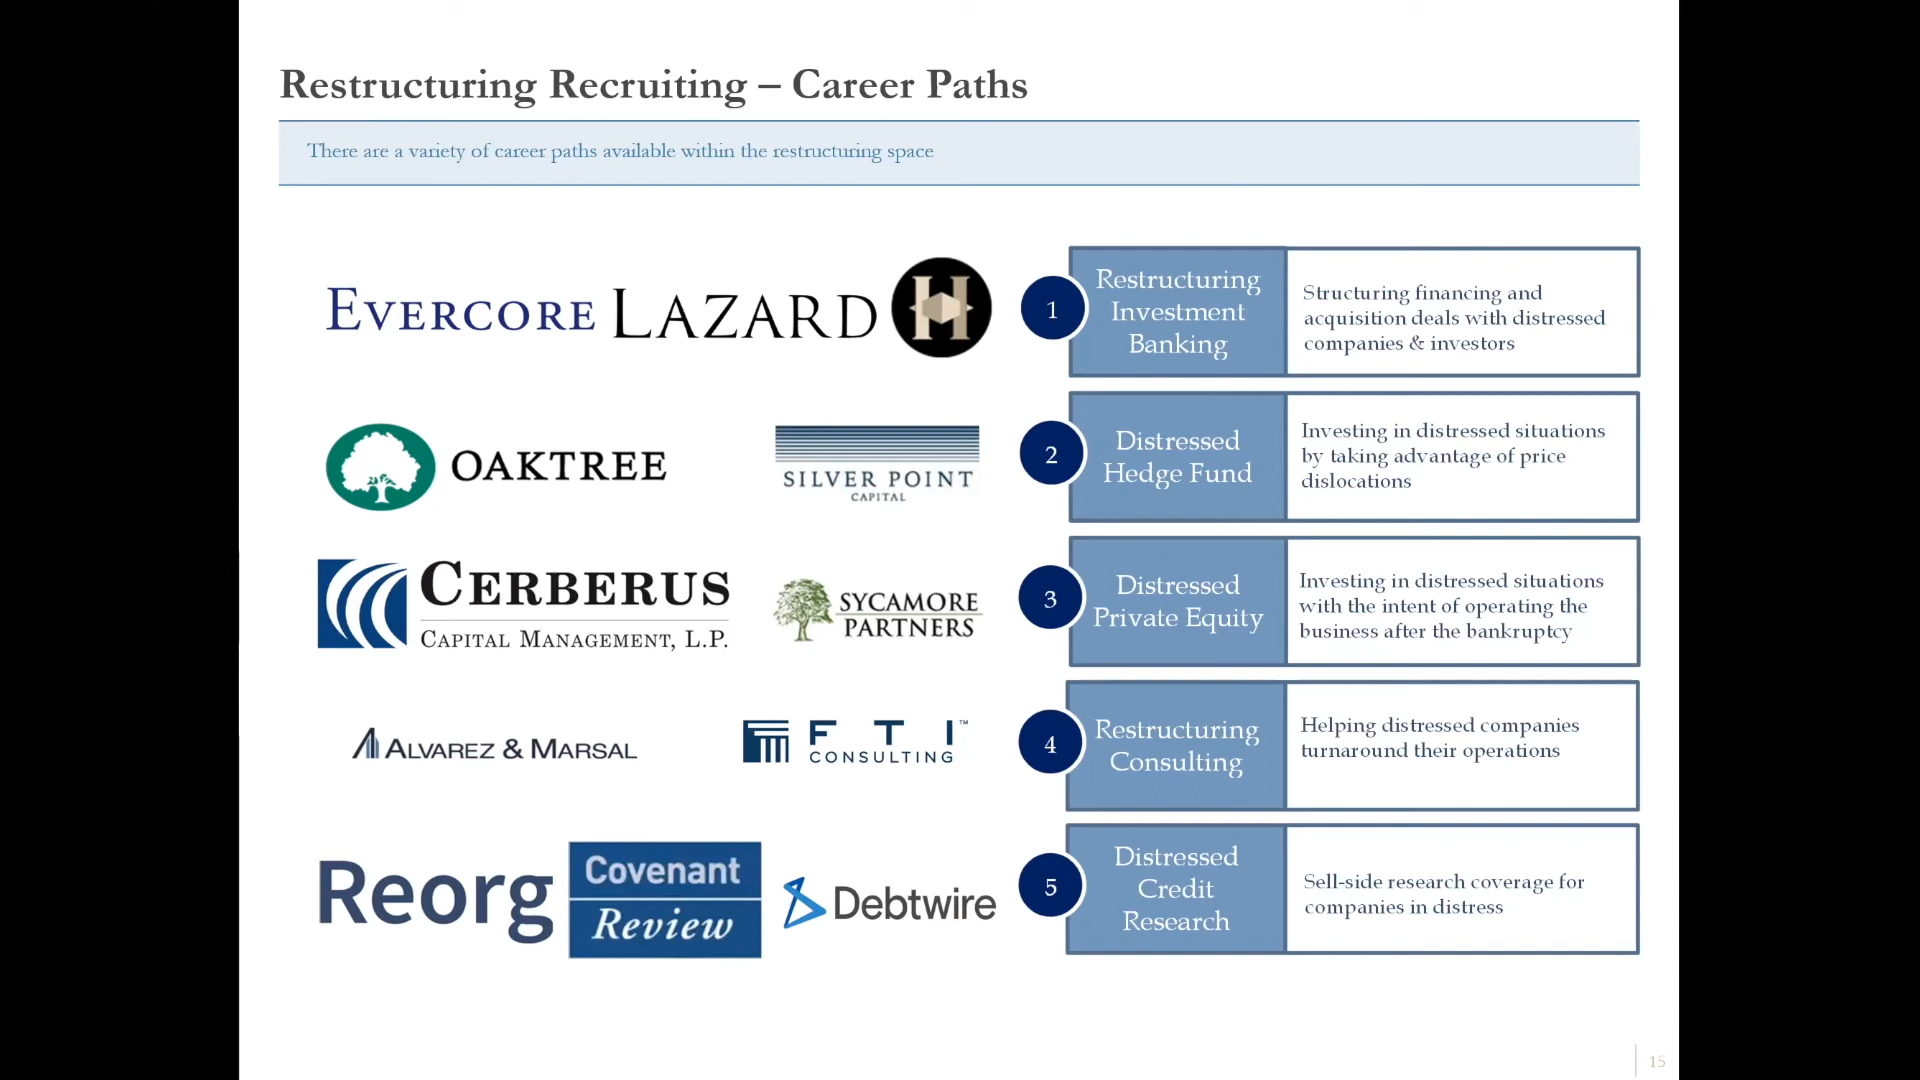 Restructuring Recruiting – Career Paths
There are a variety of career paths available within the restructuring space
EVERCORE
LAZARD
H
1
Restructuring
Investment
Banking
Structuring financing and
acquisition deals with distressed
companies & investors
OAKTREE
SILVER POINT
CAPITAL
2
Distressed
Hedge Fund
Investing in distressed situations
by taking advantage of price
dislocations
CERBERUS
CAPITAL MANAGEMENT, L.P.
SYCAMORE
PARTNERS
3
Distressed
Private Equity
Investing in distressed situations
with the intent of operating the
business after the bankruptcy
ALVAREZ & MARSAL
FTI™
CONSULTING
4
Restructuring
Consulting
Helping distressed companies
turnaround their operations
Reorg
Covenant
Review
Debtwire
5
Distressed
Credit
Research
Sell-side research coverage for
companies in distress
15